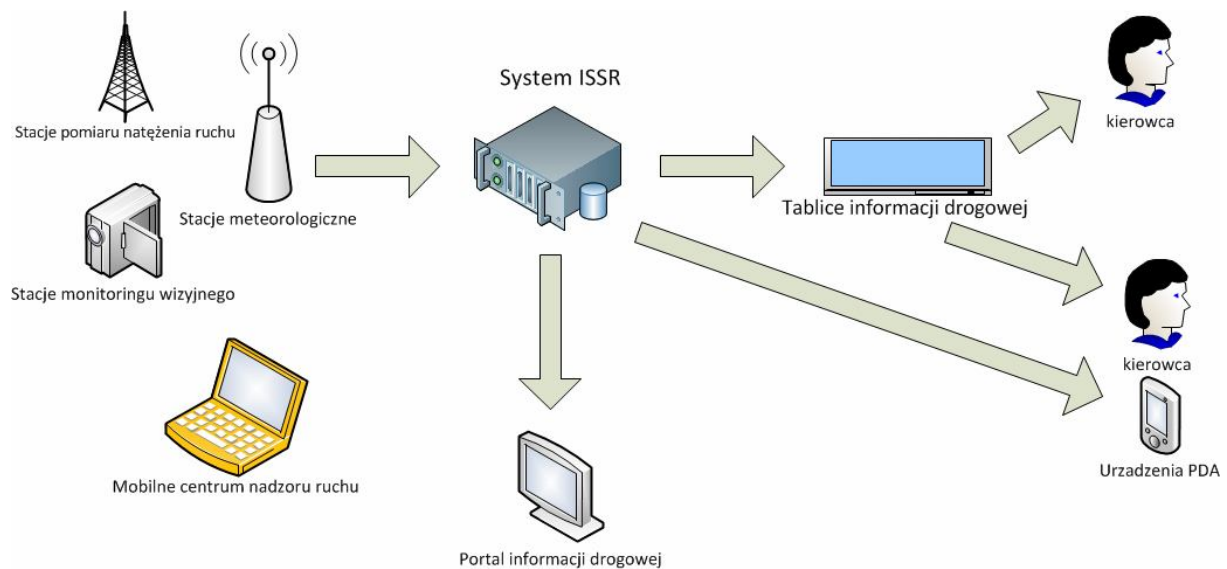 System ISSR
kierowca
Stacje pomiaru natężenia ruchu
Stacje meteorologiczne
Tablice informacji drogowej
Stacje monitoringu wizyjnego
kierowca
Mobilne centrum nadzoru ruchu
Urzadzenia PDA
Portal informacji drogowej